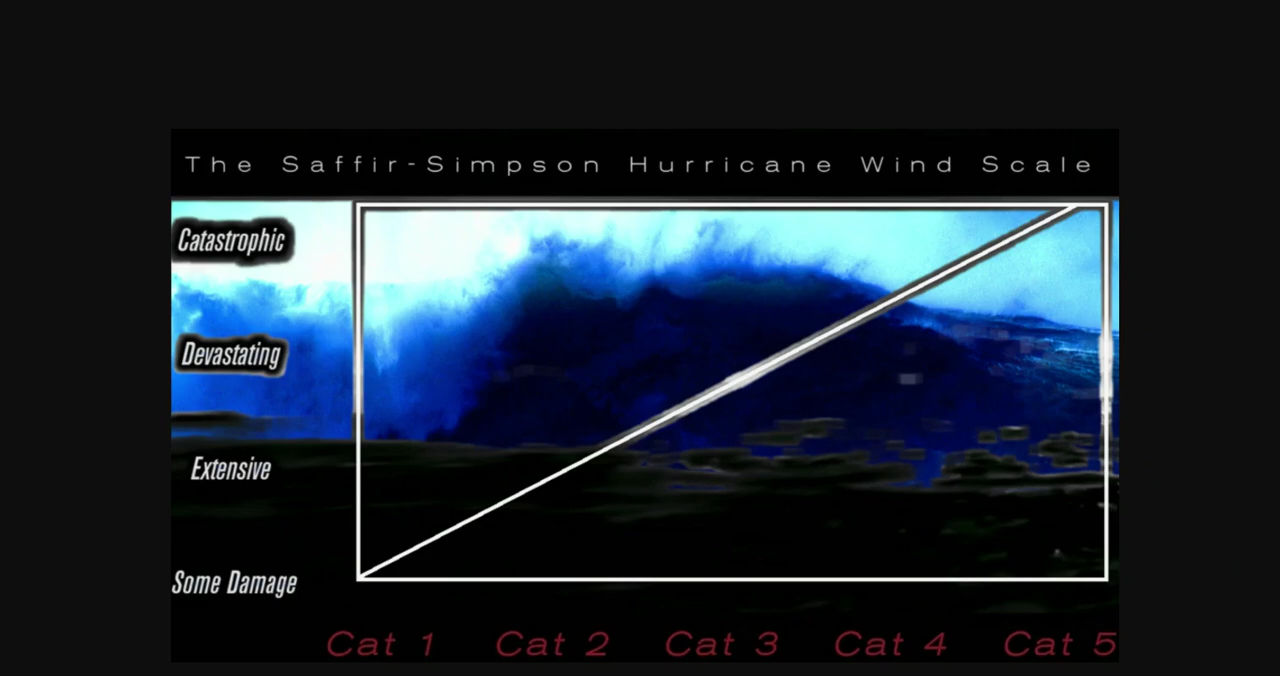 The Saffir-Simpson Hurricane Wind Scale
Catastrophic
Devastating
Extensive
Some Damage
Cat 1 Cat 2 Cat 3 Cat 4 Cat 5